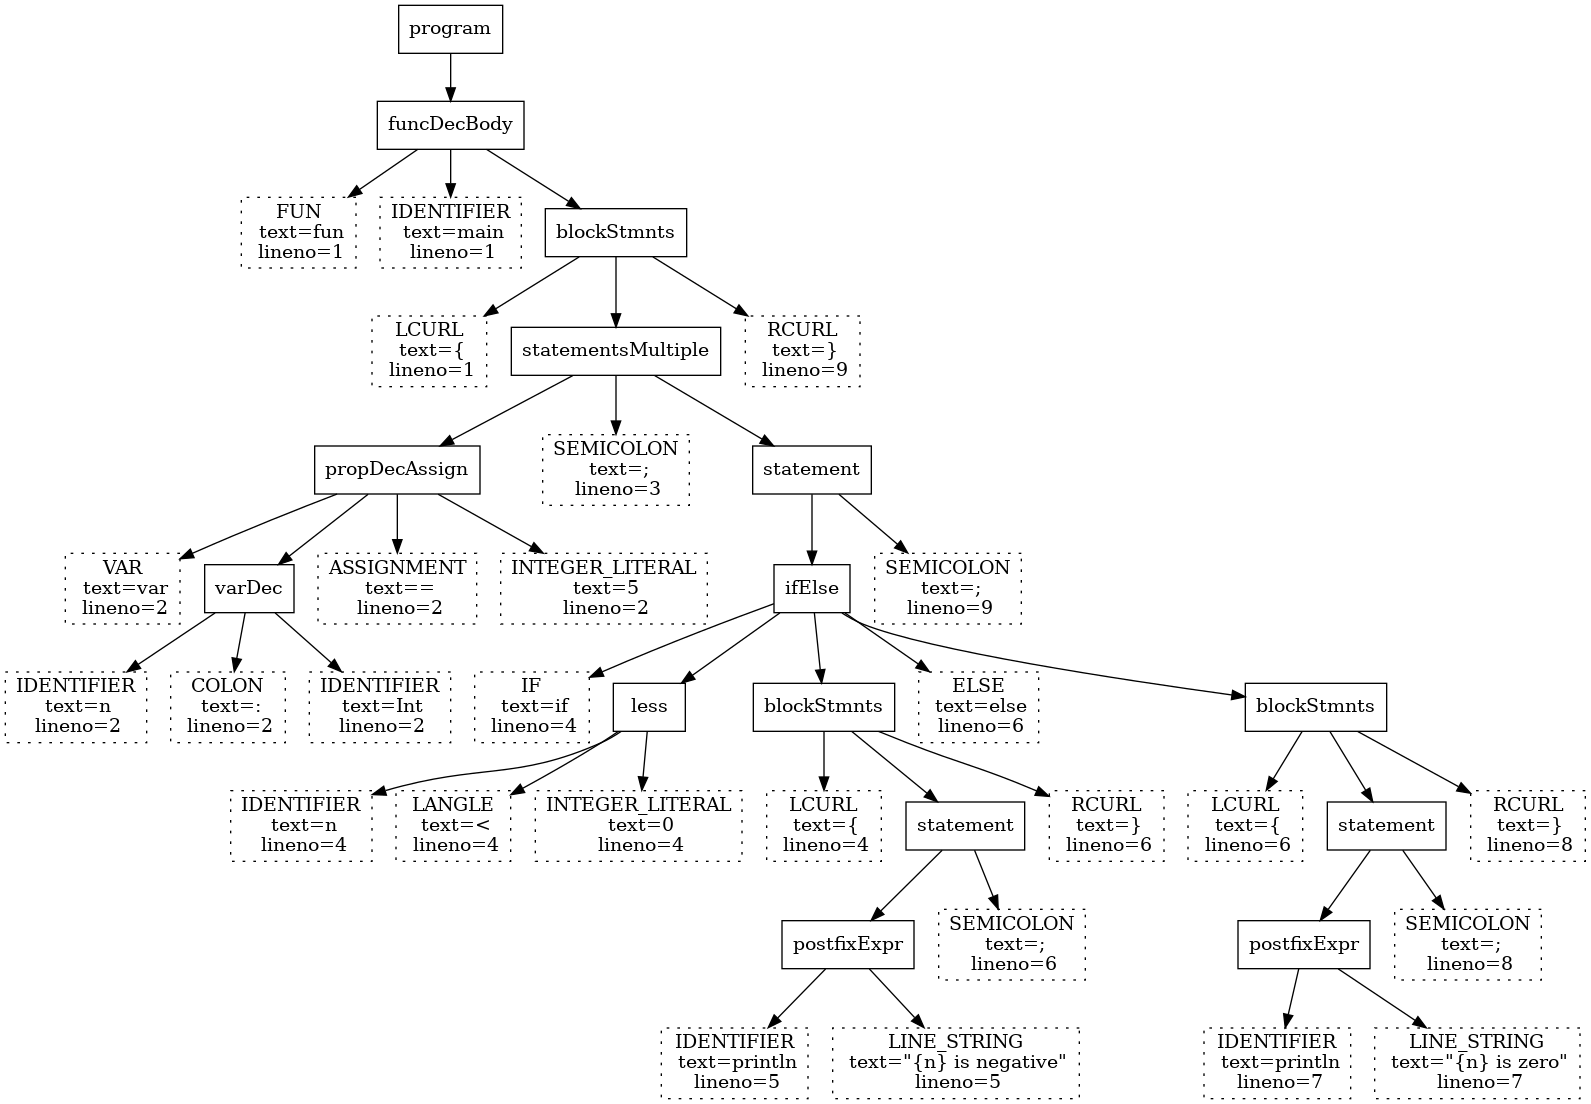 program
funcDecBody
FUN
text=fun
lineno=1
IDENTIFIER
text=main
lineno=1
blockStmnts
LCURL
text={
lineno=1
statementsMultiple
RCURL
text=}
lineno=9
propDecAssign
SEMICOLON
text=;
lineno=3
statement
VAR
text=var
lineno=2
varDec
ASSIGNMENT
text==
lineno=2
INTEGER_LITERAL
text=5
lineno=2
ifElse
SEMICOLON
text=;
lineno=9
IDENTIFIER
text=n
lineno=2
COLON
text=:
lineno=2
IDENTIFIER
text=Int
lineno=2
IF
text=if
lineno=4
less
blockStmnts
ELSE
text=else
lineno=6
blockStmnts
IDENTIFIER
text=n
lineno=4
LANGLE
text=<
lineno=4
INTEGER_LITERAL
text=0
lineno=4
LCURL
text={
lineno=4
statement
RCURL
text=}
lineno=6
LCURL
text={
lineno=6
statement
RCURL
text=}
lineno=8
postfixExpr
SEMICOLON
text=;
lineno=6
postfixExpr
SEMICOLON
text=;
lineno=8
IDENTIFIER
text=println
lineno=5
LINE_STRING
text="{n} is negative"
lineno=5
IDENTIFIER
text=println
lineno=7
LINE_STRING
text="{n} is zero"
lineno=7